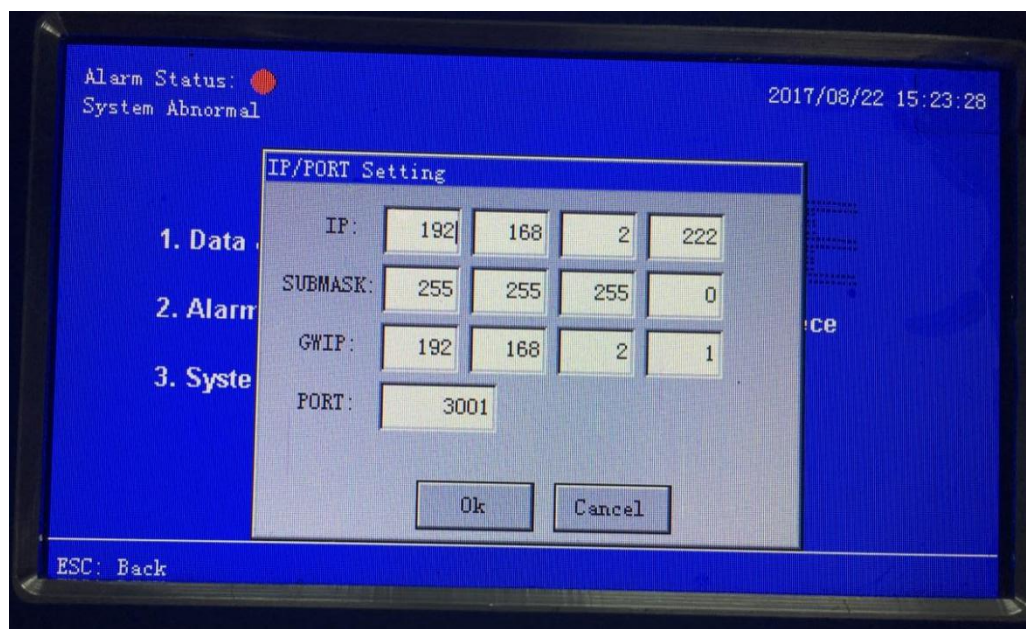 Alarm Status:
System Abnormal
2017/08/22 15:23:28
IP/PORT Setting
IP: 192 168 2 222
SUBMASK: 255 255 255 0
GWIP: 192 168 2 1
PORT: 3001
Ok Cancel
1. Data
2. Alarm
3. Syste
ce
ESC: Back